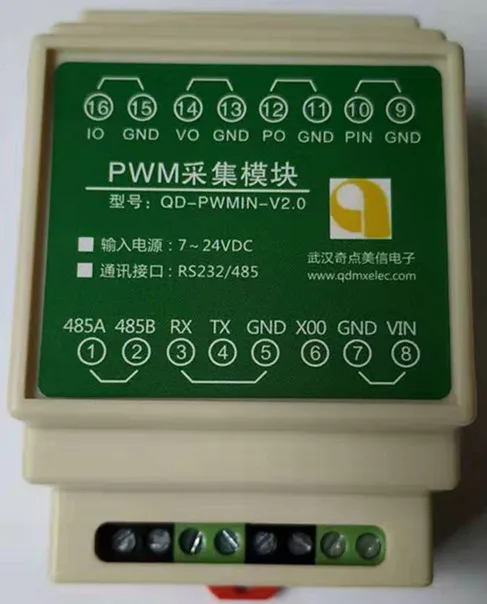 16 15 14 13 12 11 10 9
IO GND VO GND PO GND PIN GND
PWM采集模块
型号: QD-PWMIN-V2.0
输入电源: 7~24VDC
通讯接口: RS232/485
武汉奇点美信电子
www.qdmxelec.com
485A 485B RX TX GND X00 GND VIN
1 2 3 4 5 6 7 8